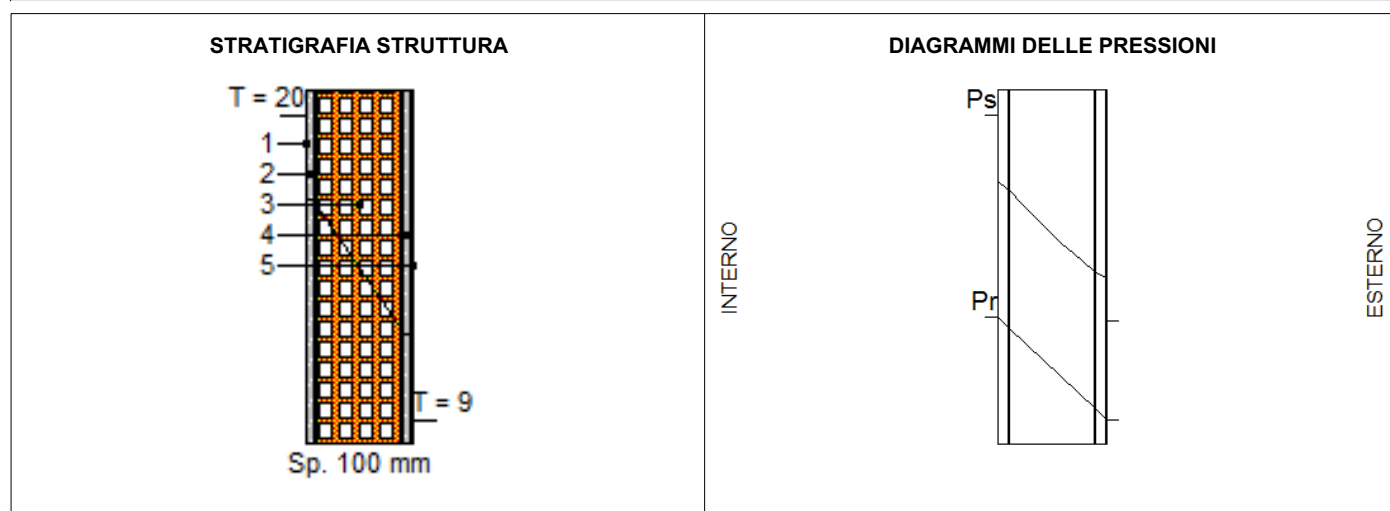 STRATIGRAFIA STRUTTURA
T = 20
1
2
3
4
5
T = 9
Sp. 100 mm
DIAGRAMMI DELLE PRESSIONI
INTERNO
Ps
Pr
ESTERNO